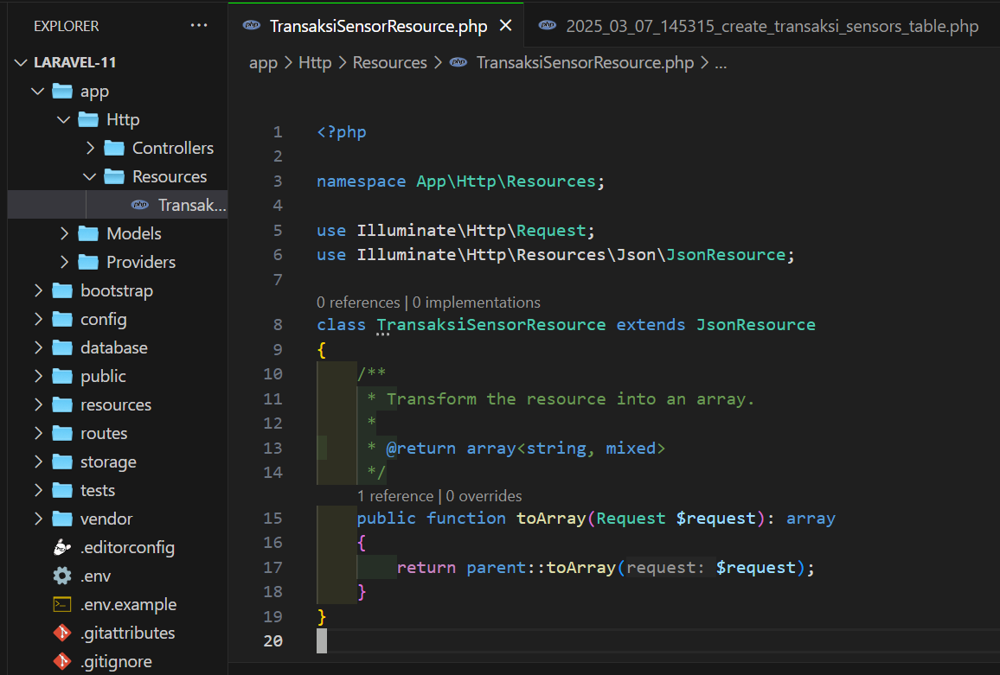 EXPLORER ...
LARAVEL-11
app
Http
Controllers
Resources
Transak...
Models
Providers
bootstrap
config
database
public
resources
routes
storage
tests
vendor
.editorconfig
.env
.env.example
.gitattributes
.gitignore
php TransaksiSensorResource.php × php 2025_03_07_145315_create_transaksi_sensors_table.php
app > Http > Resources > php TransaksiSensorResource.php > ...
1 <?php
2
3 namespace App\Http\Resources;
4
5 use Illuminate\Http\Request;
6 use Illuminate\Http\Resources\Json\JsonResource;
7
0 references | 0 implementations
8 class TransaksiSensorResource extends JsonResource
9 {
10 /**
11 * Transform the resource into an array.
12 *
13 * @return array<string, mixed>
14 */
1 reference | 0 overrides
15 public function toArray(Request $request): array
16 {
17 return parent::toArray(request: $request);
18 }
19 }
20